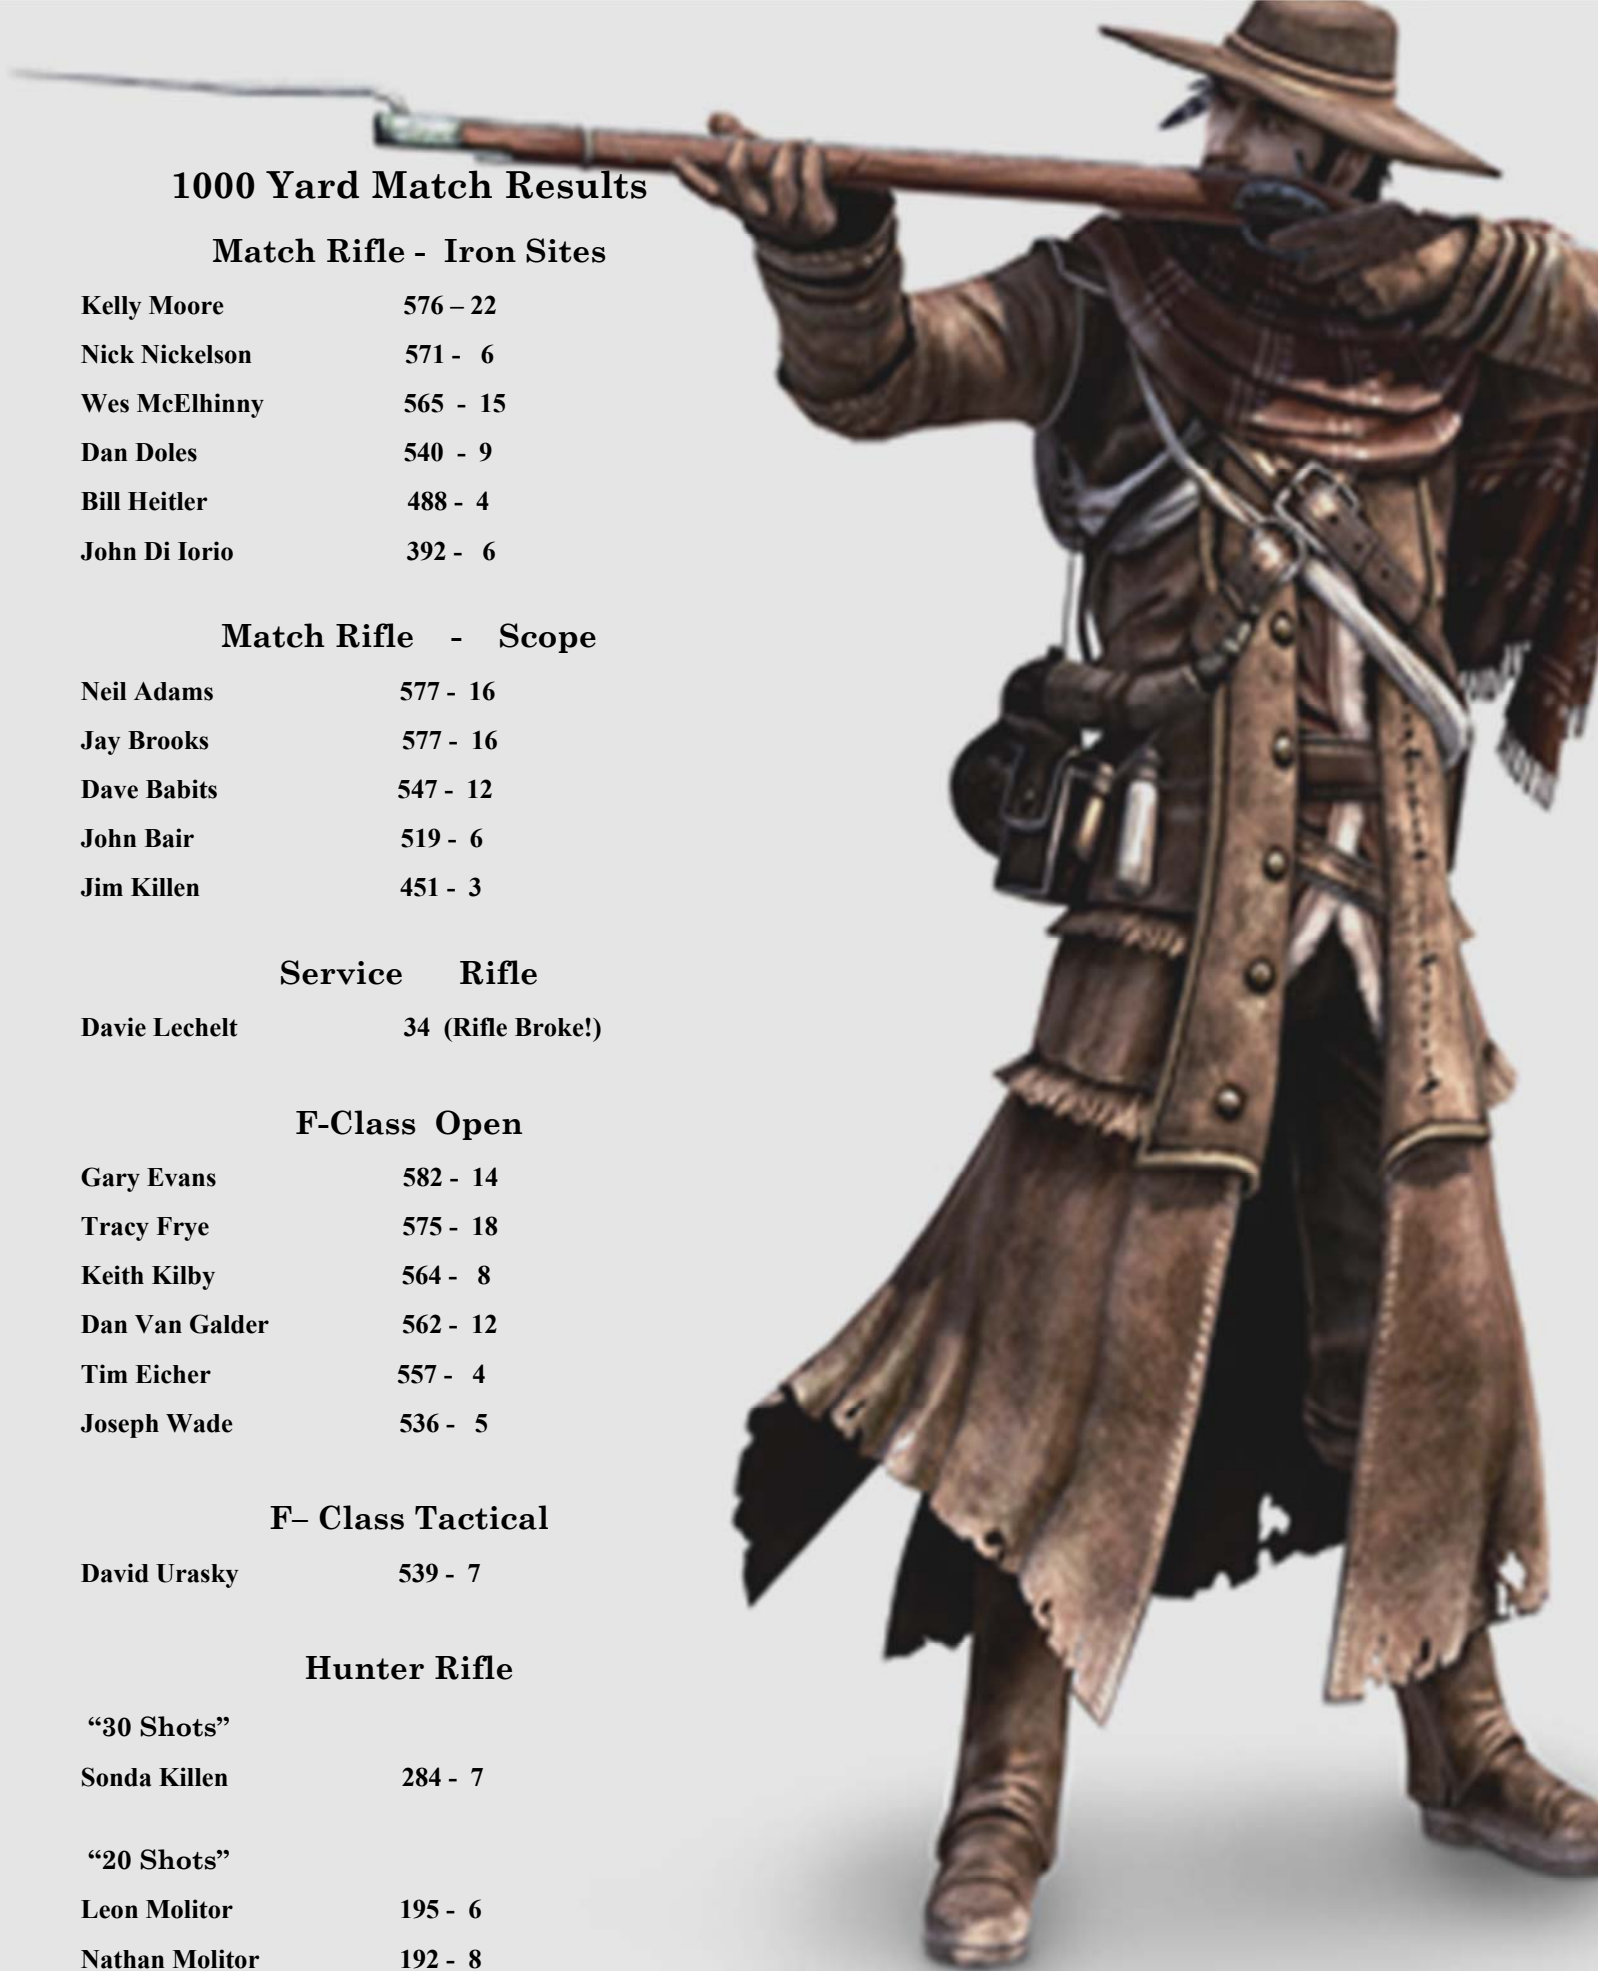 1000 Yard Match Results
Match Rifle - Iron Sites
Kelly Moore 576 – 22
Nick Nickelson 571 - 6
Wes McElhinny 565 - 15
Dan Doles 540 - 9
Bill Heitler 488 - 4
John Di Iorio 392 - 6
Match Rifle - Scope
Neil Adams 577 - 16
Jay Brooks 577 - 16
Dave Babits 547 - 12
John Bair 519 - 6
Jim Killen 451 - 3
Service Rifle
Davie Lechelt 34 (Rifle Broke!)
F-Class Open
Gary Evans 582 - 14
Tracy Frye 575 - 18
Keith Kilby 564 - 8
Dan Van Galder 562 - 12
Tim Eicher 557 - 4
Joseph Wade 536 - 5
F– Class Tactical
David Urasky 539 - 7
Hunter Rifle
“30 Shots”
Sonda Killen 284 - 7
“20 Shots”
Leon Molitor 195 - 6
Nathan Molitor 192 - 8